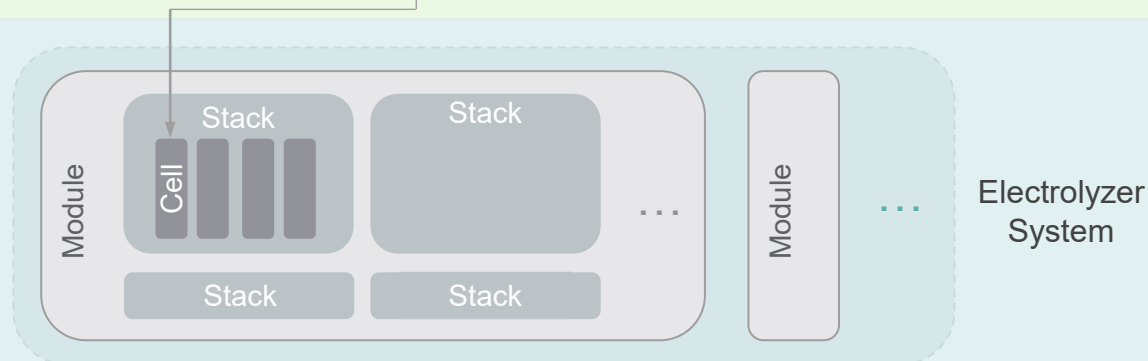 Module
Stack
Cell
Stack
...
Stack
Stack
Module
...
Electrolyzer
System